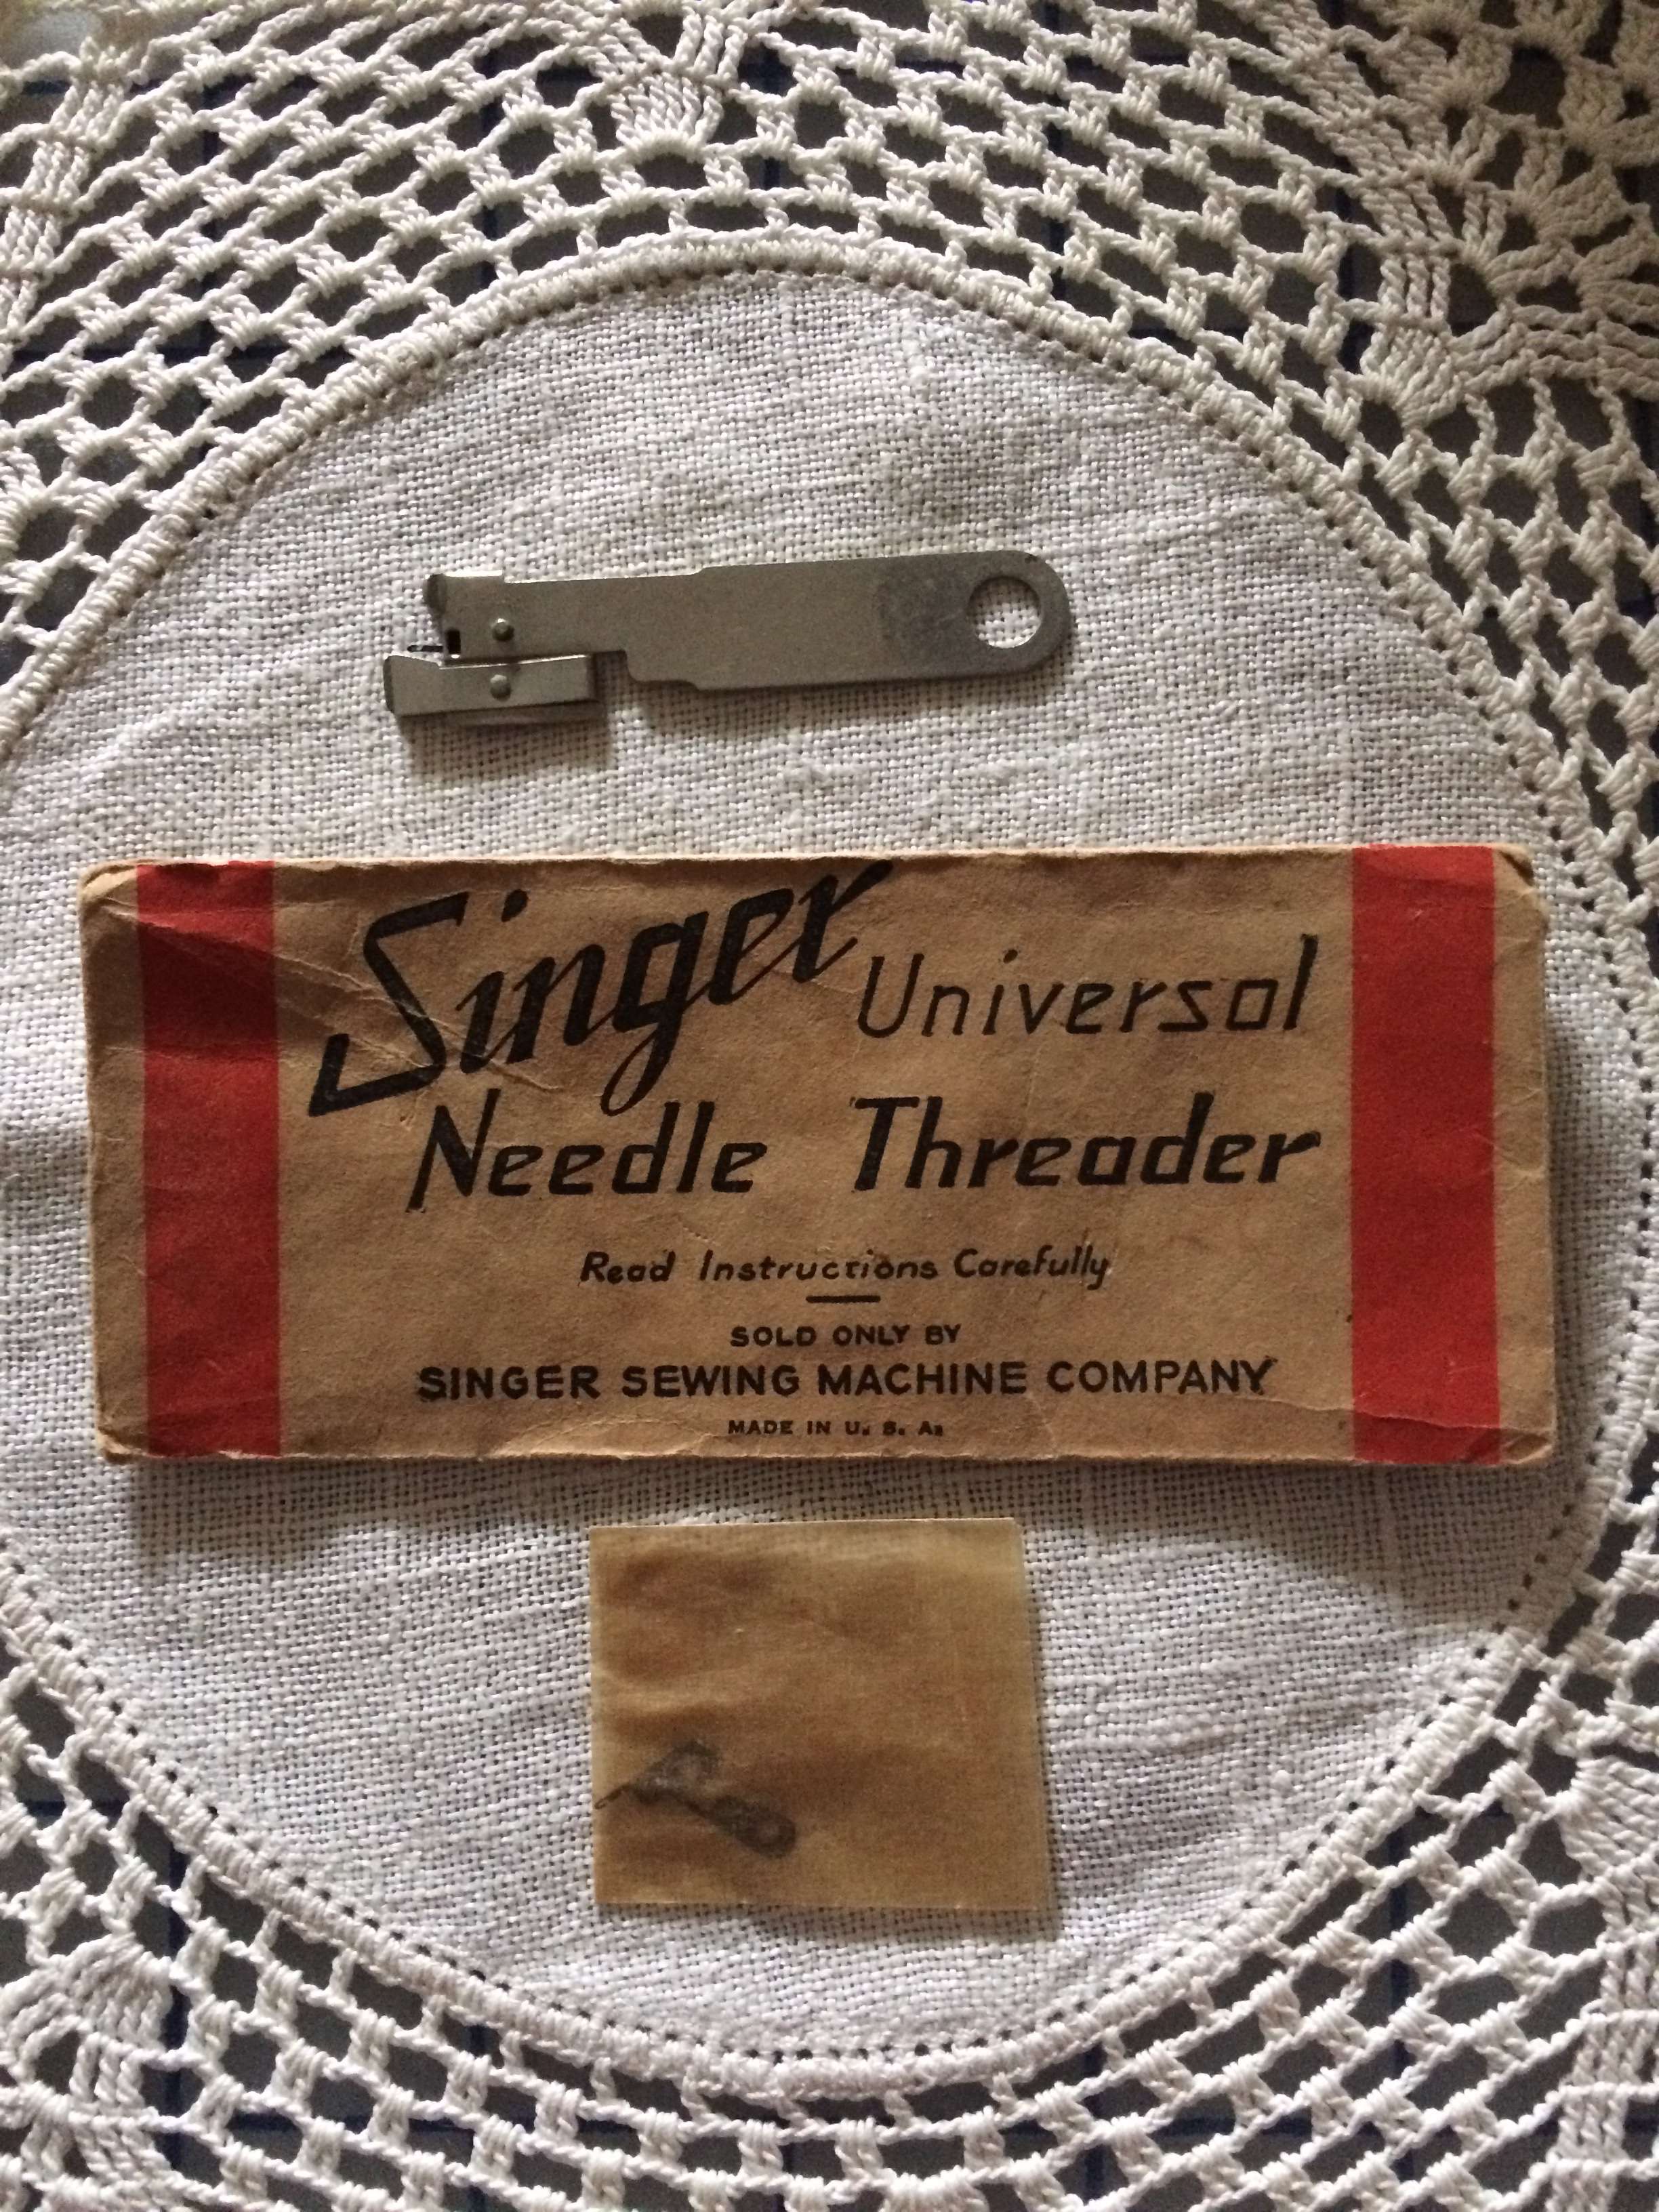 Singer Universal
Needle Threader
Read Instructions Carefully
SOLD ONLY BY
SINGER SEWING MACHINE COMPANY
MADE IN U. S. A.